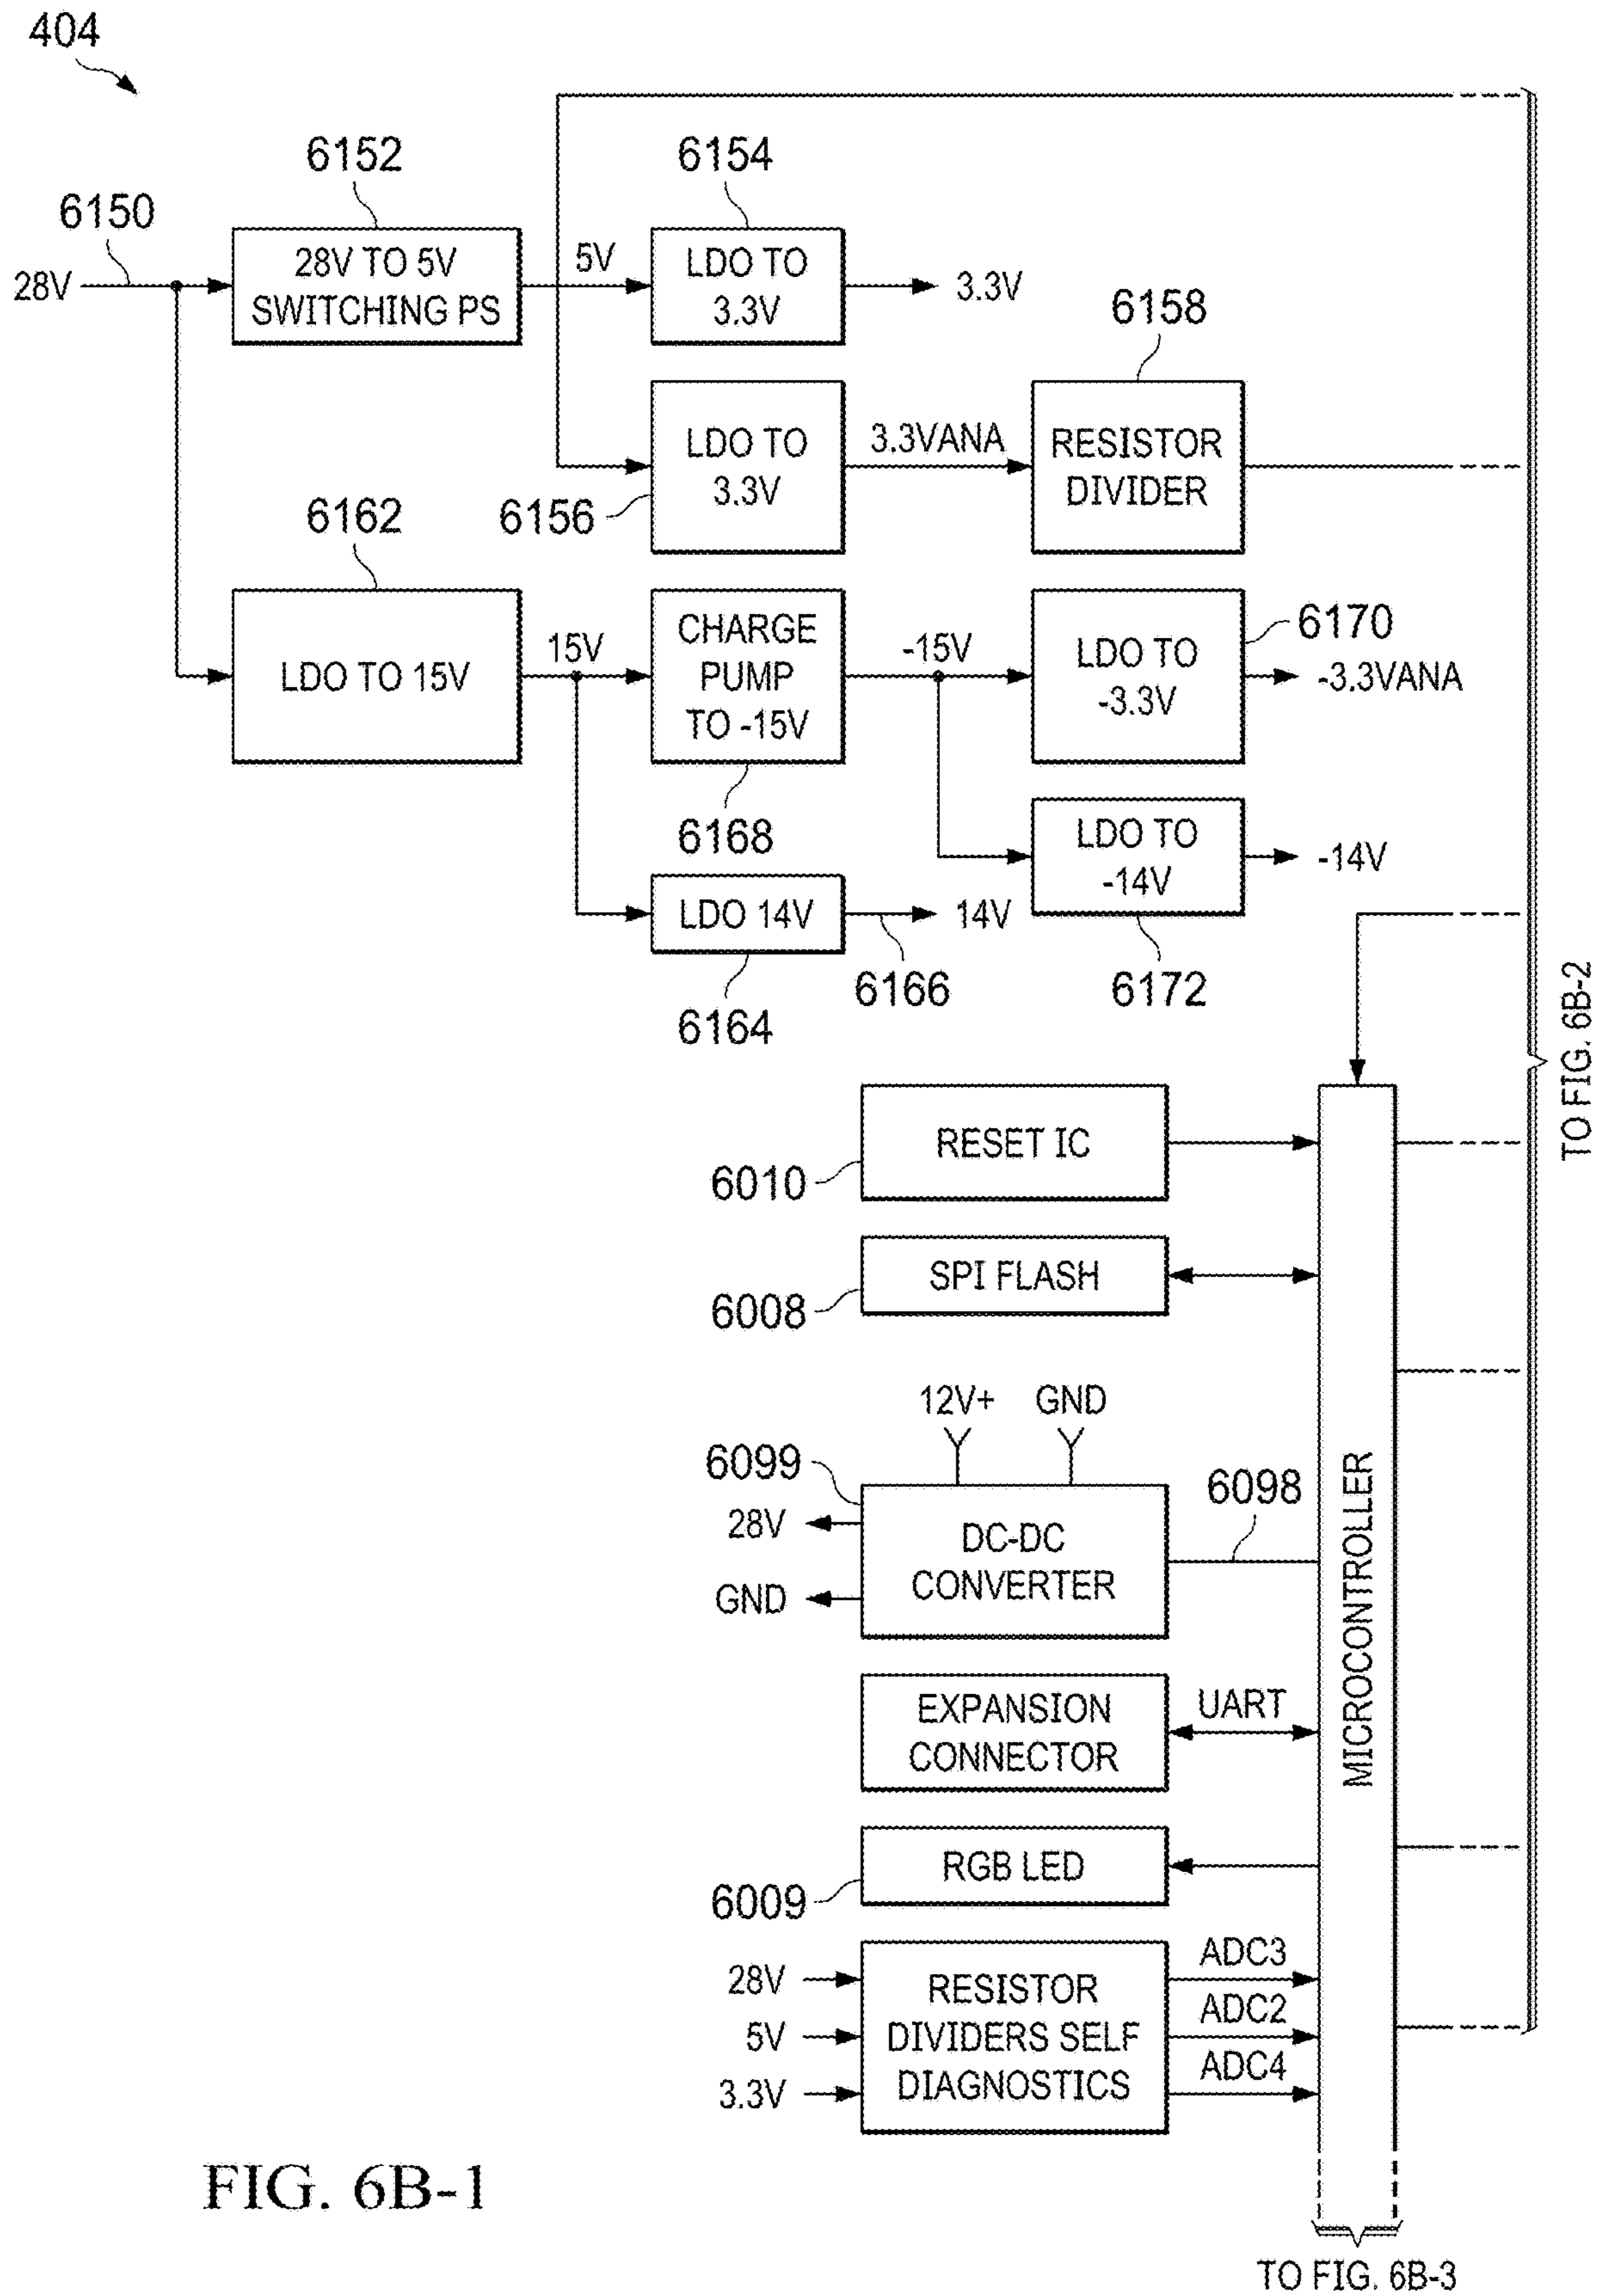 404
6152
6154
6150
28V
28V TO 5V
SWITCHING PS
5V
LDO TO
3.3V
3.3V
6158
LDO TO
3.3V
6156
3.3VANA
RESISTOR
DIVIDER
6162
LDO TO 15V
15V
CHARGE
PUMP
TO -15V
6168
-15V
LDO TO
-3.3V
6170
-3.3VANA
LDO TO
-14V
-14V
6172
LDO 14V
14V
6164
6166
TO FIG. 6B-2
RESET IC
6010
SPI FLASH
6008
12V+
GND
6099
28V
GND
DC-DC
CONVERTER
6098
MICROCONTROLLER
EXPANSION
CONNECTOR
UART
RGB LED
6009
28V
5V
3.3V
RESISTOR
DIVIDERS SELF
DIAGNOSTICS
ADC3
ADC2
ADC4
FIG. 6B-1
TO FIG. 6B-3